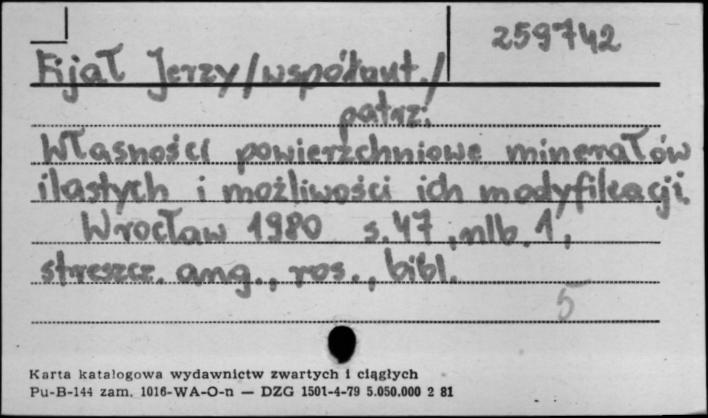 259742
Fijał Jerzy /współaut./
patrz:
Własności powierzchniowe minerałów
ilastych i możliwości ich modyfikacji.
Wrocław 1980 s. 47, nlb. 1,
streszcz. ang., ros., bibl.
5
Karta katalogowa wydawnictw zwartych i ciągłych
Pu-B-144 zam. 1016-WA-O-n — DZG 1501-4-79 5.050.000 2 81